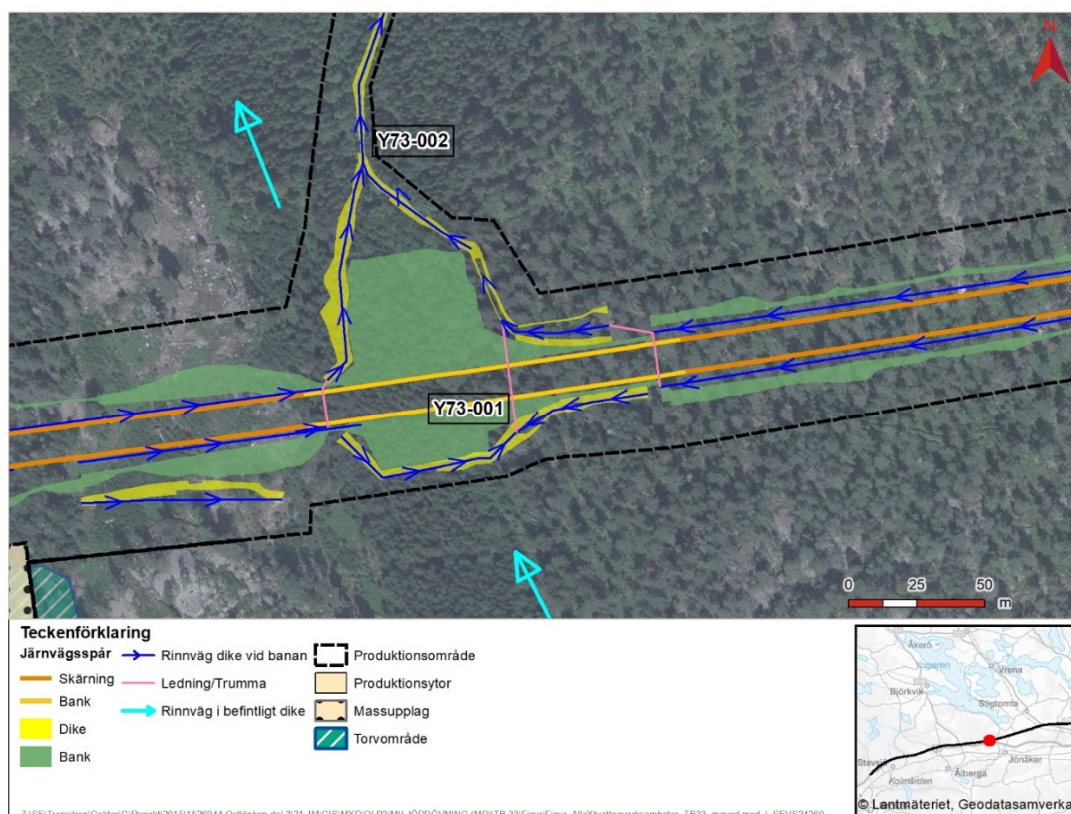 N
Y73-002
Y73-001
0 25 50
m
Teckenförklaring
Järnvägsspår
Skärning
Bank
Dike
Bank
Rinnväg dike vid banan
Ledning/Trumma
Rinnväg i befintligt dike
Produktionsområde
Produktionsytor
Massupplag
Torvområde
Åkerö
Yngaren
Vrena
Björkvik
Stigtomta
Stavsjö
Jönåker
Ålberga
Kolmården
© Lantmäteriet, Geodatasamverka